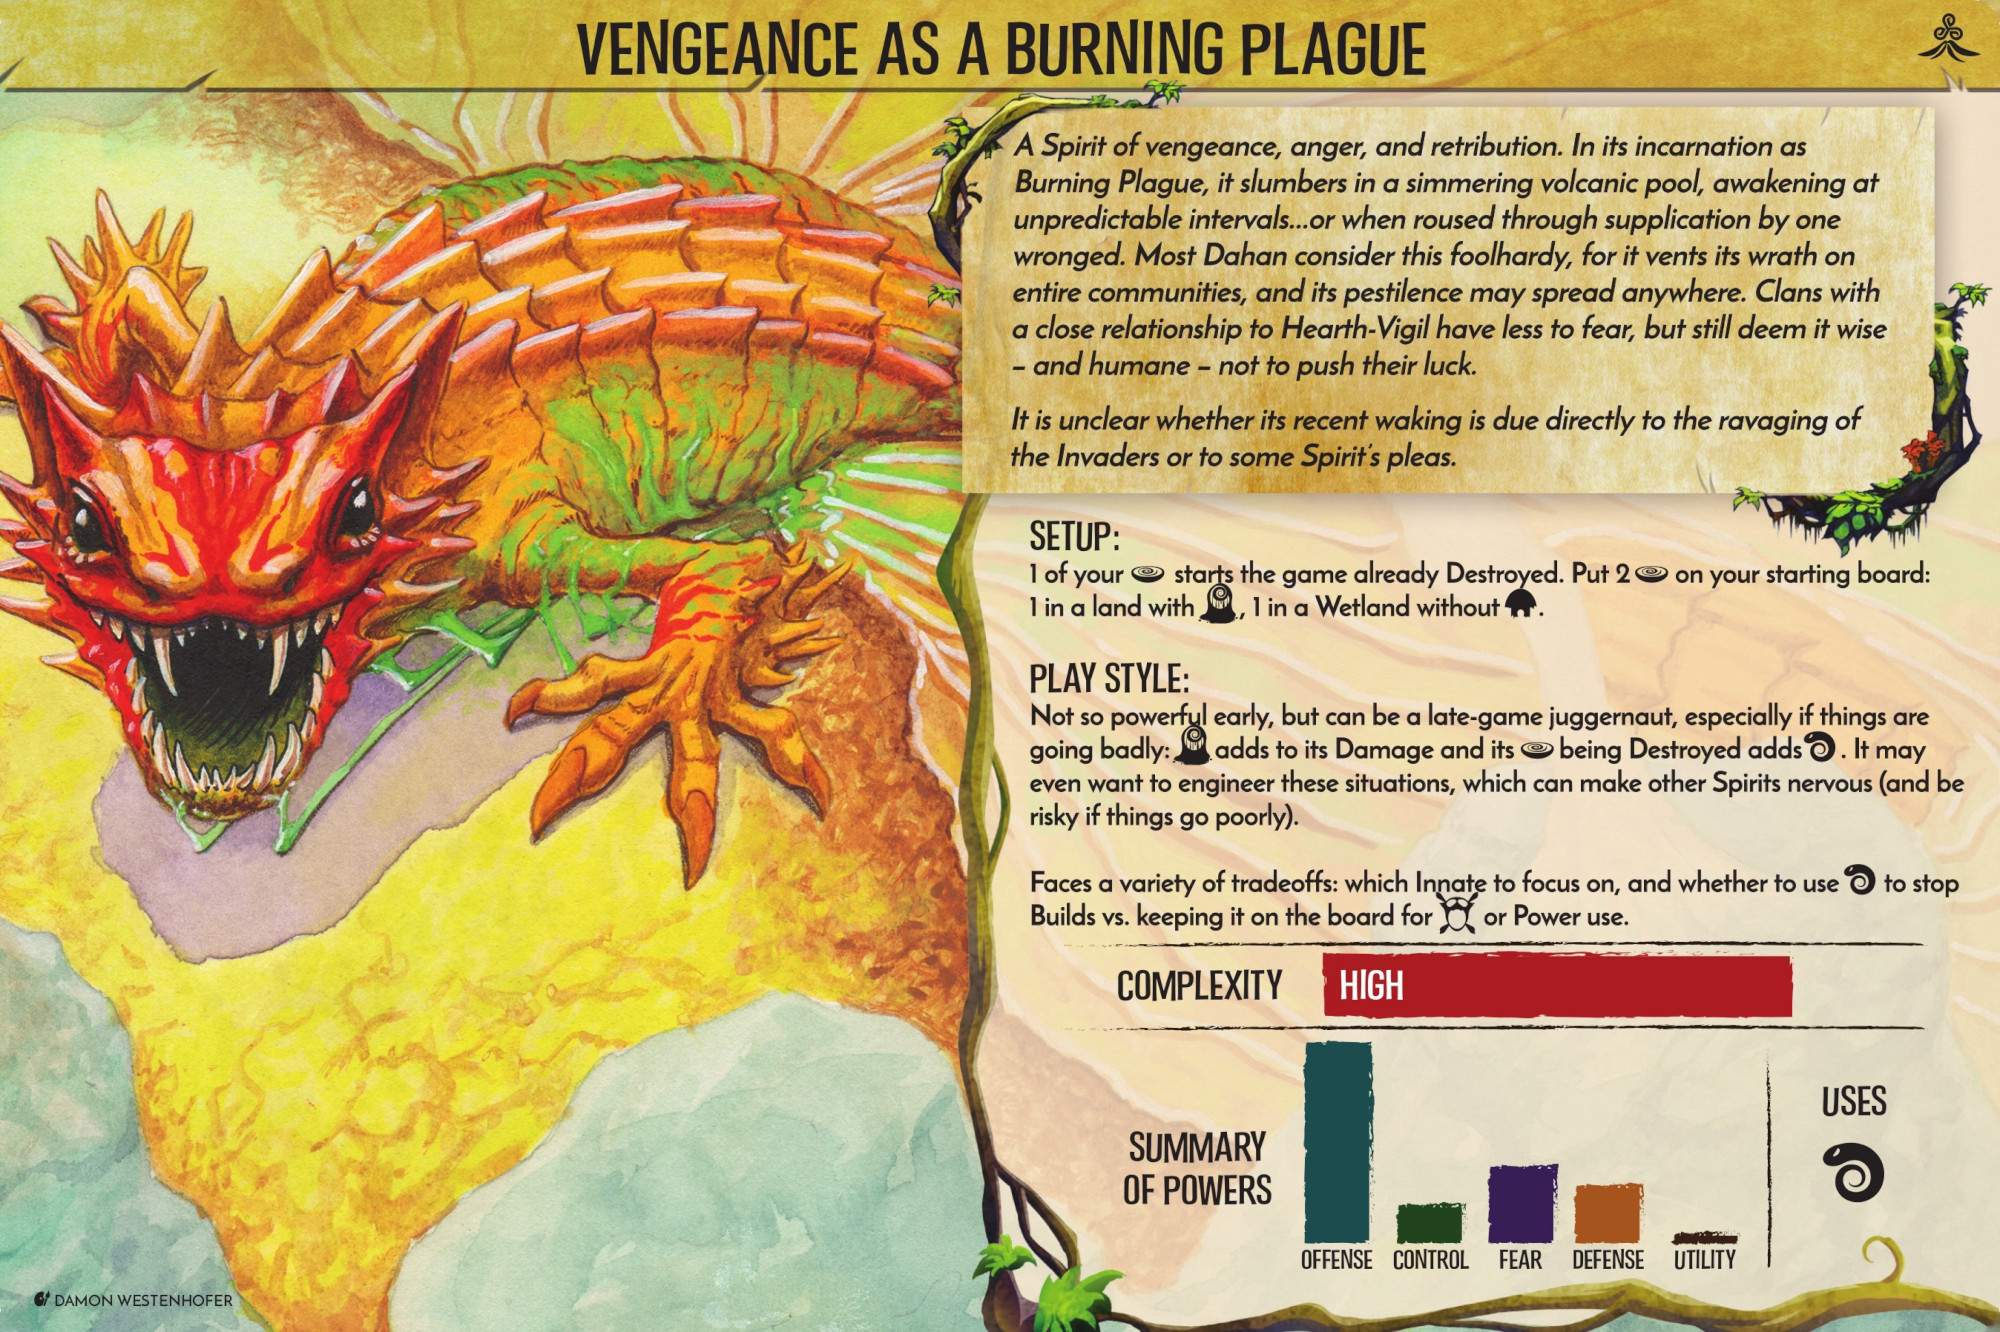 VENGEANCE AS A BURNING PLAGUE
A Spirit of vengeance, anger, and retribution. In its incarnation as
Burning Plague, it slumbers in a simmering volcanic pool, awakening at
unpredictable intervals...or when roused through supplication by one
wronged. Most Dahan consider this foolhardy, for it vents its wrath on
entire communities, and its pestilence may spread anywhere. Clans with
a close relationship to Hearth-Vigil have less to fear, but still deem it wise
– and humane – not to push their luck.
It is unclear whether its recent waking is due directly to the ravaging of
the Invaders or to some Spirit's pleas.
SETUP:
1 of your starts the game already Destroyed. Put 2 on your starting board:
1 in a land with , 1 in a Wetland without .
PLAY STYLE:
Not so powerful early, but can be a late-game juggernaut, especially if things are
going badly: adds to its Damage and its being Destroyed adds . It may
even want to engineer these situations, which can make other Spirits nervous (and be
risky if things go poorly).
Faces a variety of tradeoffs: which Innate to focus on, and whether to use to stop
Builds vs. keeping it on the board for or Power use.
COMPLEXITY HIGH
SUMMARY
OF POWERS
OFFENSE CONTROL FEAR DEFENSE UTILITY
USES
DAMON WESTENHOFER